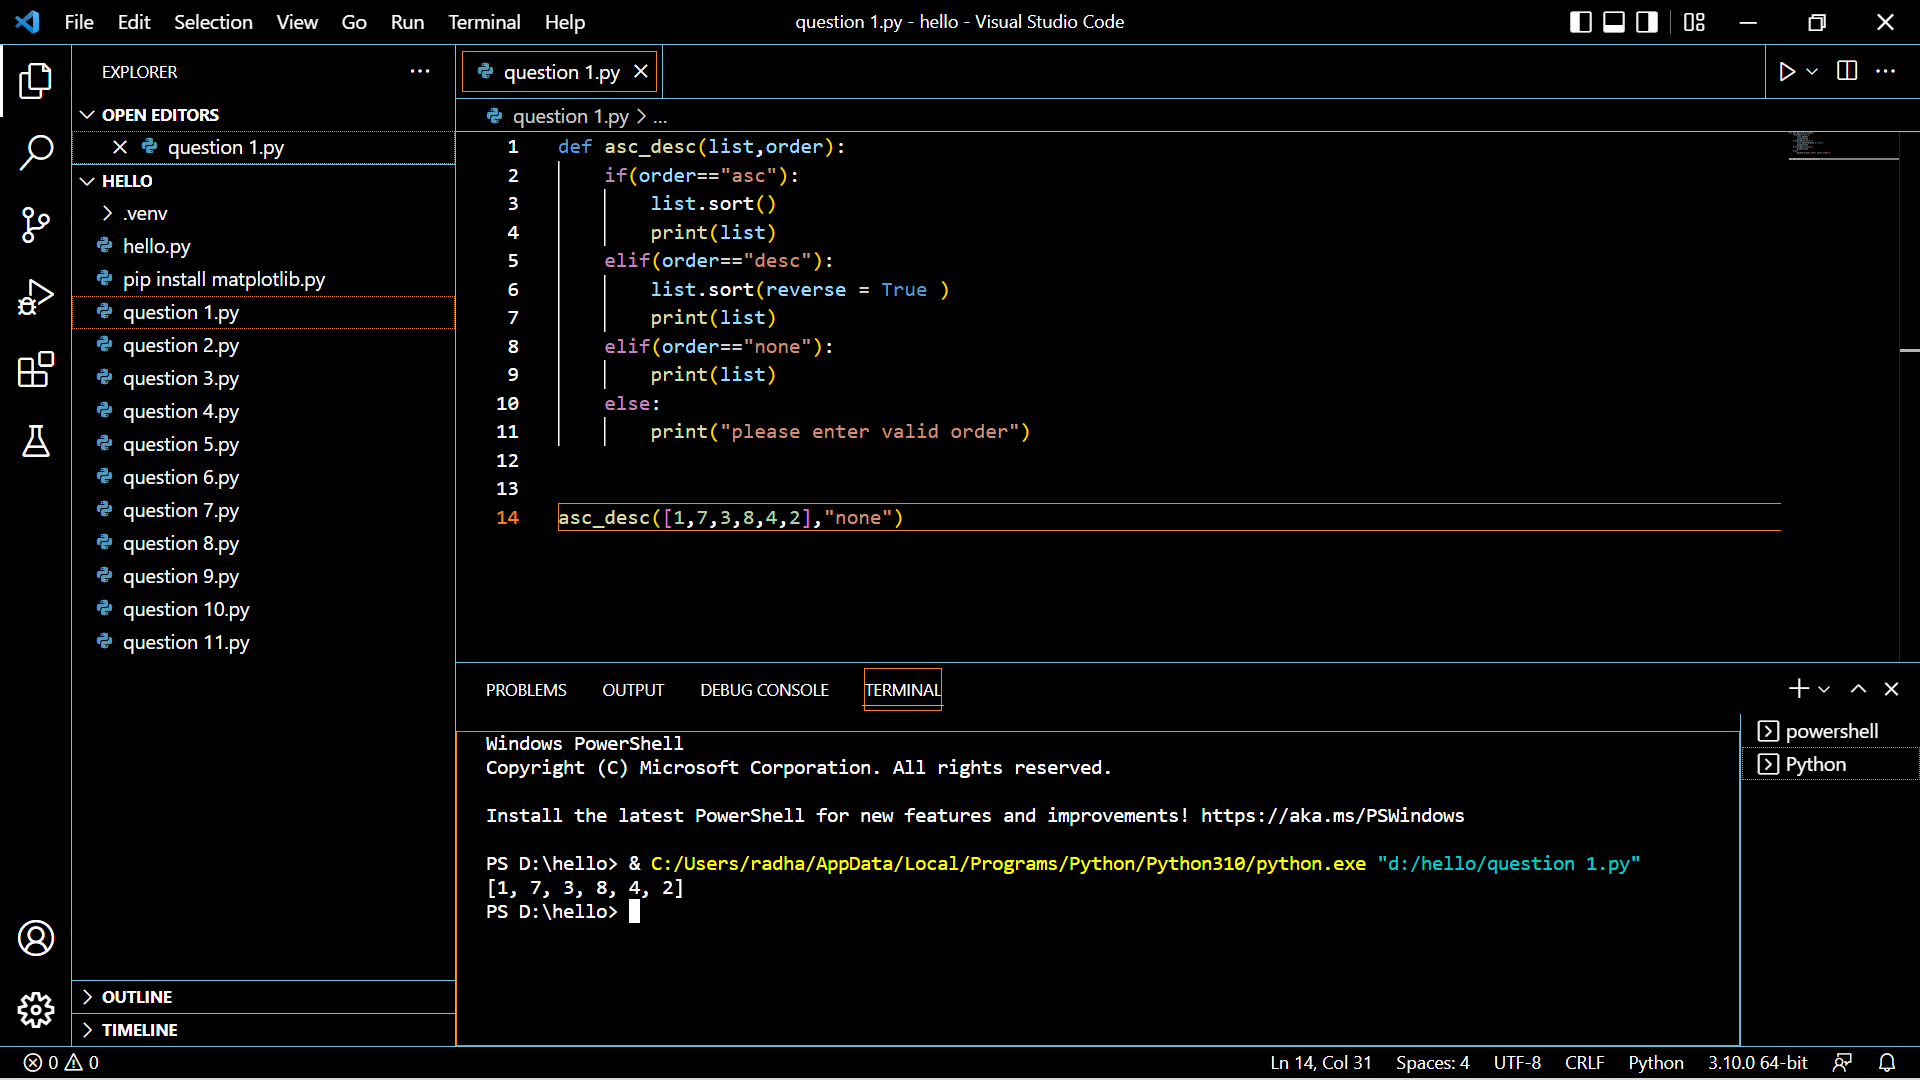 File Edit Selection View Go Run Terminal Help
question 1.py - hello - Visual Studio Code
EXPLORER
OPEN EDITORS
question 1.py
HELLO
.venv
hello.py
pip install matplotlib.py
question 1.py
question 2.py
question 3.py
question 4.py
question 5.py
question 6.py
question 7.py
question 8.py
question 9.py
question 10.py
question 11.py
OUTLINE
TIMELINE
question 1.py
question 1.py > ...
1 def asc_desc(list,order):
2     if(order=="asc"):
3         list.sort()
4         print(list)
5     elif(order=="desc"):
6         list.sort(reverse = True )
7         print(list)
8     elif(order=="none"):
9         print(list)
10     else:
11         print("please enter valid order")
12
13
14 asc_desc([1,7,3,8,4,2],"none")
PROBLEMS OUTPUT DEBUG CONSOLE TERMINAL
Windows PowerShell
Copyright (C) Microsoft Corporation. All rights reserved.
Install the latest PowerShell for new features and improvements! https://aka.ms/PSWindows
PS D:\hello> & C:/Users/radha/AppData/Local/Programs/Python/Python310/python.exe "d:/hello/question 1.py"
[1, 7, 3, 8, 4, 2]
PS D:\hello>
powershell
Python
0 0
Ln 14, Col 31 Spaces: 4 UTF-8 CRLF Python 3.10.0 64-bit